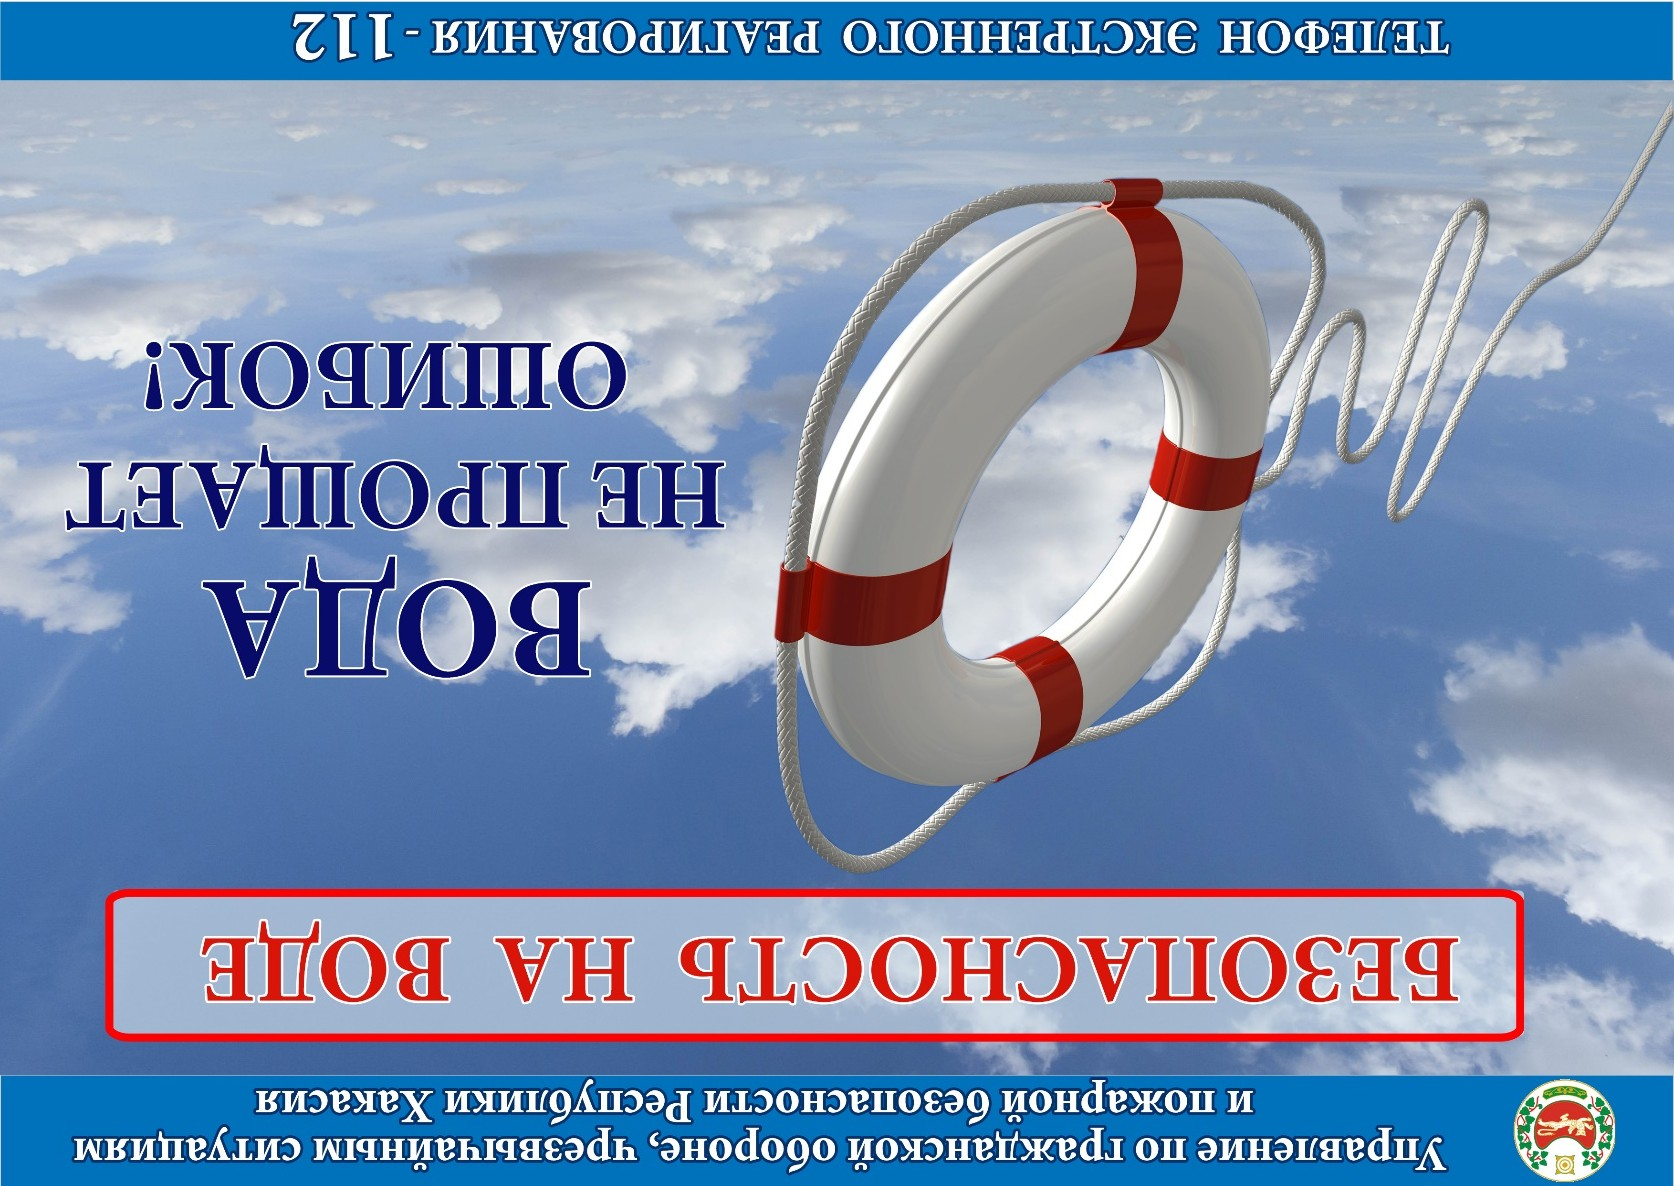 Управление по гражданской обороне, чрезвычайным ситуациям
и пожарной безопасности Республики Хакасия
БЕЗОПАСНОСТЬ НА ВОДЕ
ВОДА
НЕ ПРОЩАЕТ
ОШИБОК!
ТЕЛЕФОН ЭКСТРЕННОГО РЕАГИРОВАНИЯ - 112